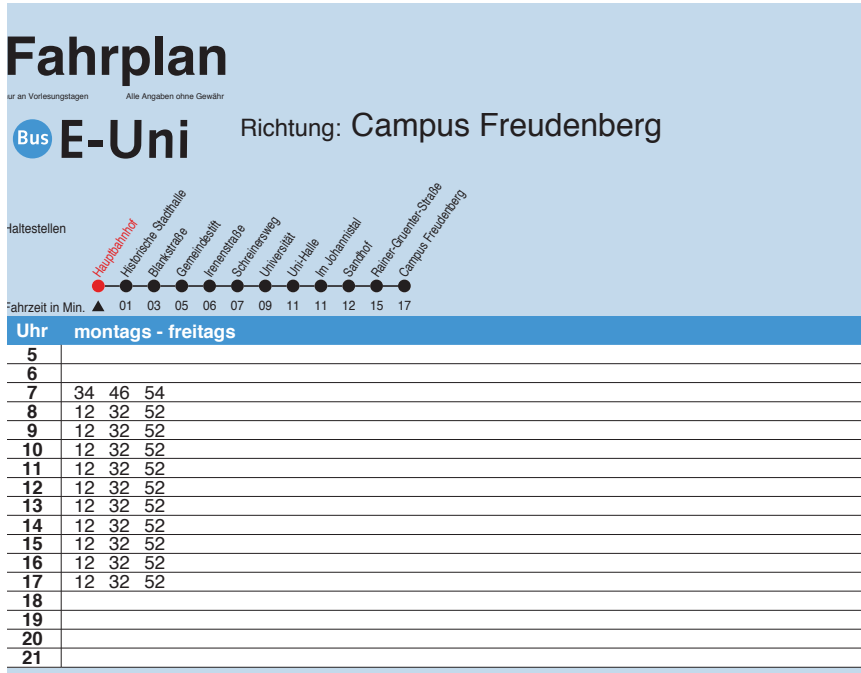 Fahrplan
ur an Vorlesungstagen Alle Angaben ohne Gewähr
Bus E-Uni Richtung: Campus Freudenberg
Haltestellen
Hauptbahnhof
Historische Stadthalle
Blankstraße
Gemeindestift
Irenenstraße
Schreinersweg
Universität
Uni-Halle
Im Johannistal
Sandhof
Rainer-Gruenter-Straße
Campus Freudenberg
Fahrzeit in Min. ▲ 01 03 05 06 07 09 11 11 12 15 17
Uhr montags - freitags
5
6
7 34 46 54
8 12 32 52
9 12 32 52
10 12 32 52
11 12 32 52
12 12 32 52
13 12 32 52
14 12 32 52
15 12 32 52
16 12 32 52
17 12 32 52
18
19
20
21